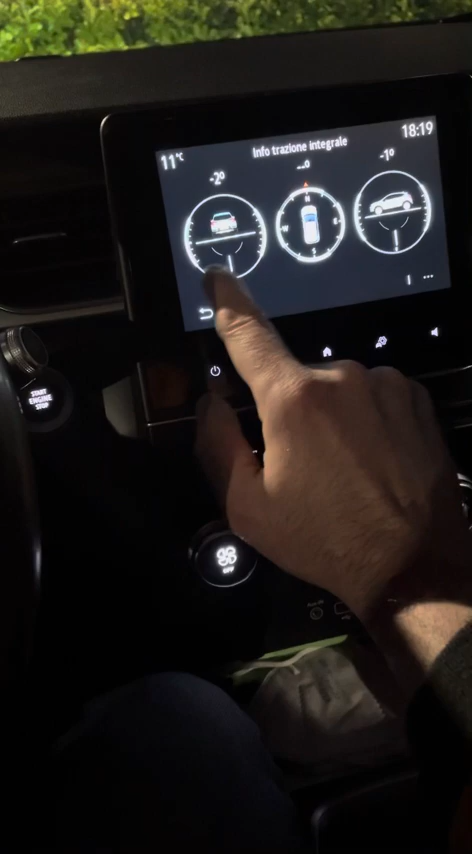 11°C
Info trazione integrale
18:19
-2°
--°
-1°
START
ENGINE
STOP
OFF